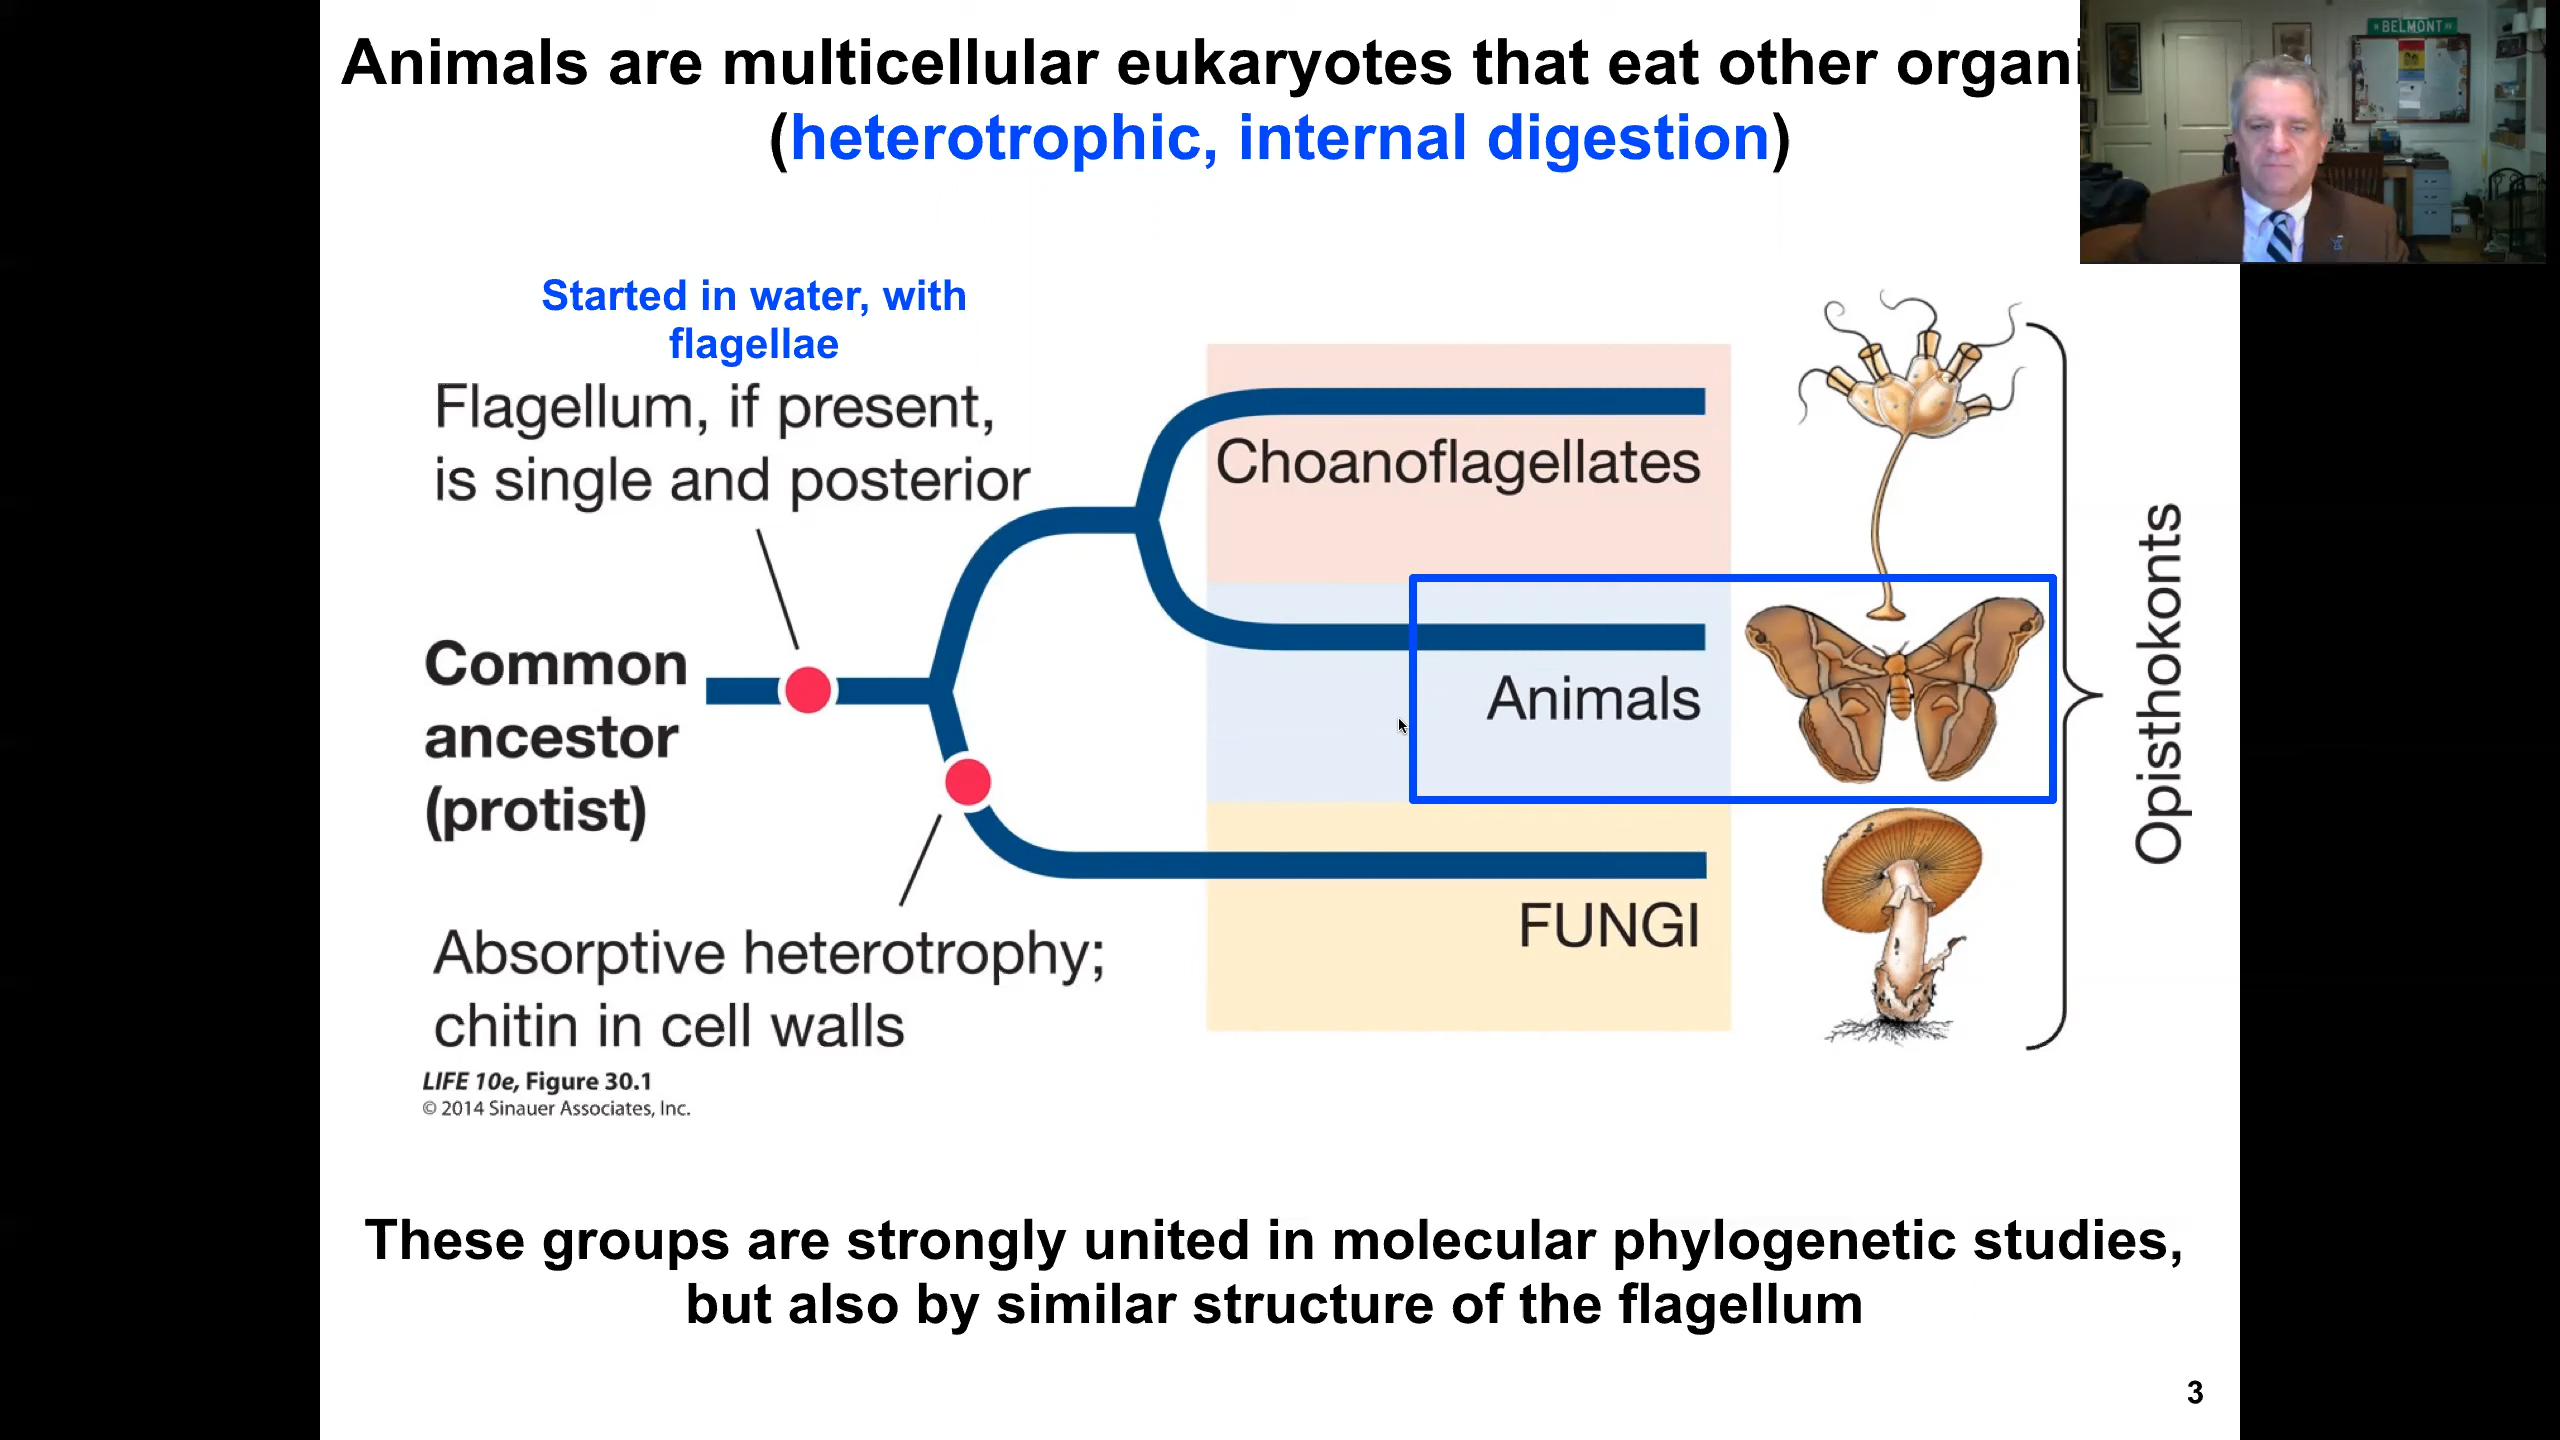 Animals are multicellular eukaryotes that eat other organi
(heterotrophic, internal digestion)
BELMONT
Started in water, with
flagellae
Flagellum, if present,
is single and posterior
Choanoflagellates
Common
ancestor
(protist)
Animals
Opisthokonts
FUNGI
Absorptive heterotrophy;
chitin in cell walls
LIFE 10e, Figure 30.1
© 2014 Sinauer Associates, Inc.
These groups are strongly united in molecular phylogenetic studies,
but also by similar structure of the flagellum
3